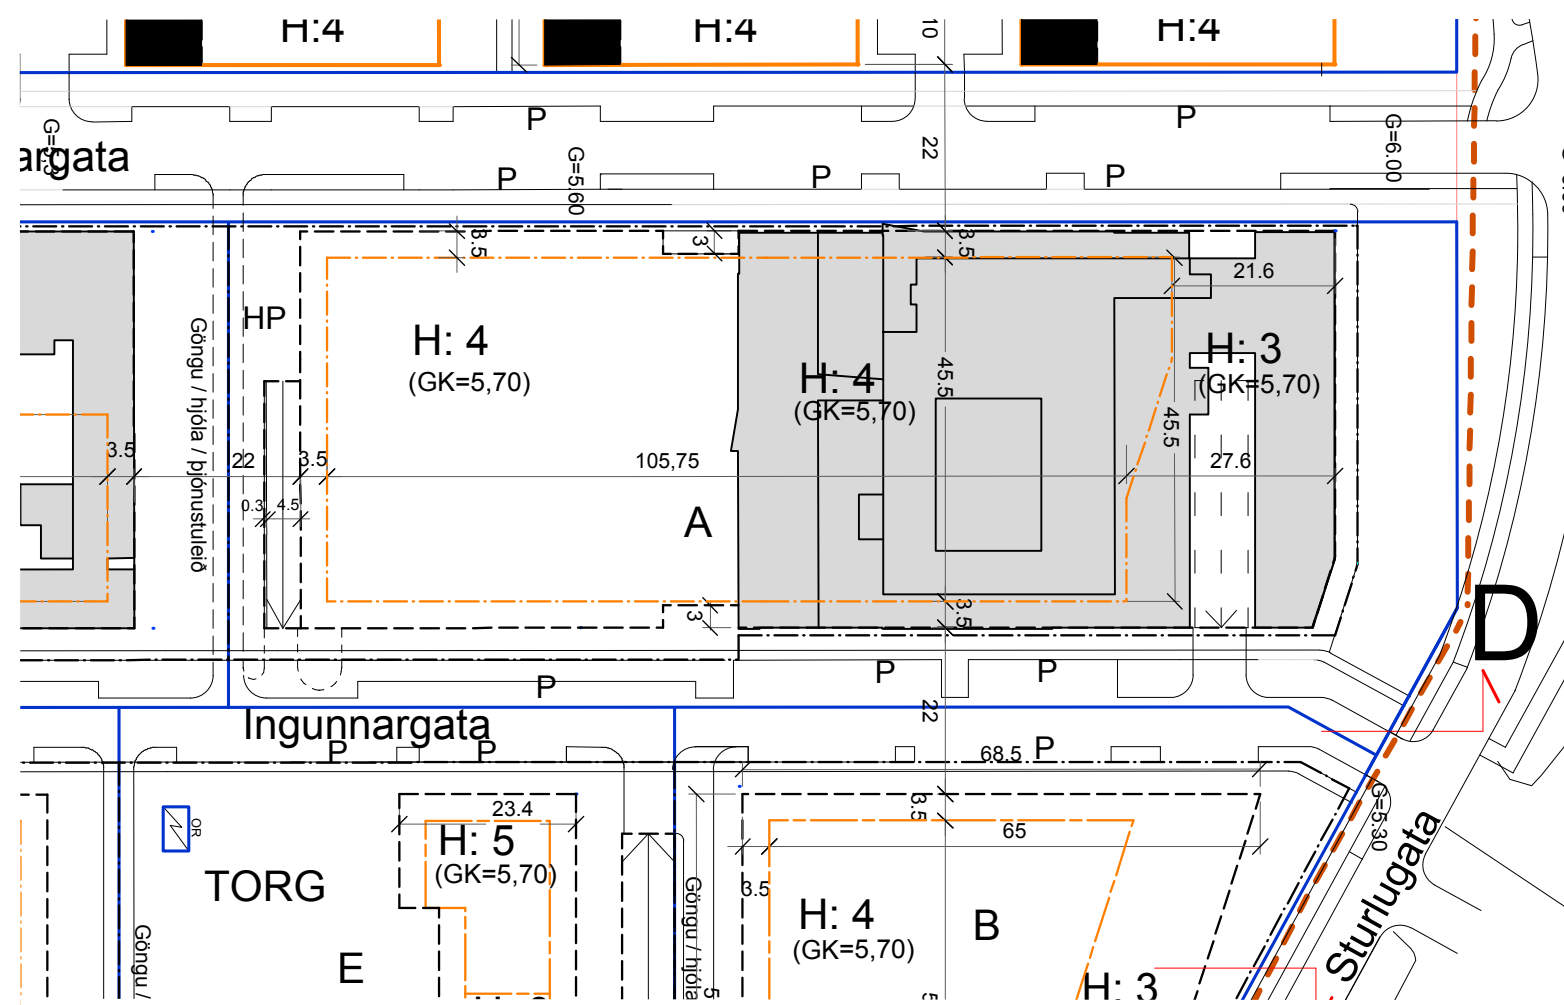 H:4
H:4
H:4
10
P
P
22
G=6.00
argata
G=5.60
P
P
P
3.5
3
3.5
21.6
HP
H: 4
(GK=5,70)
H: 4
(GK=5,70)
H: 3
(GK=5,70)
45.5
45.5
Göngu / hjóla / þjónustuleið
3.5
22
3.5
105,75
27.6
0.3
4.5
A
3
3.5
D
P
P
P
22
Ingunnargata
P
P
P
68.5
G=5.30
OR
23.4
H: 5
(GK=5,70)
3.5
65
TORG
3.5
H: 4
(GK=5,70)
B
Göngu / hjóla
Sturlugata
Göngu /
E
H: 3
5